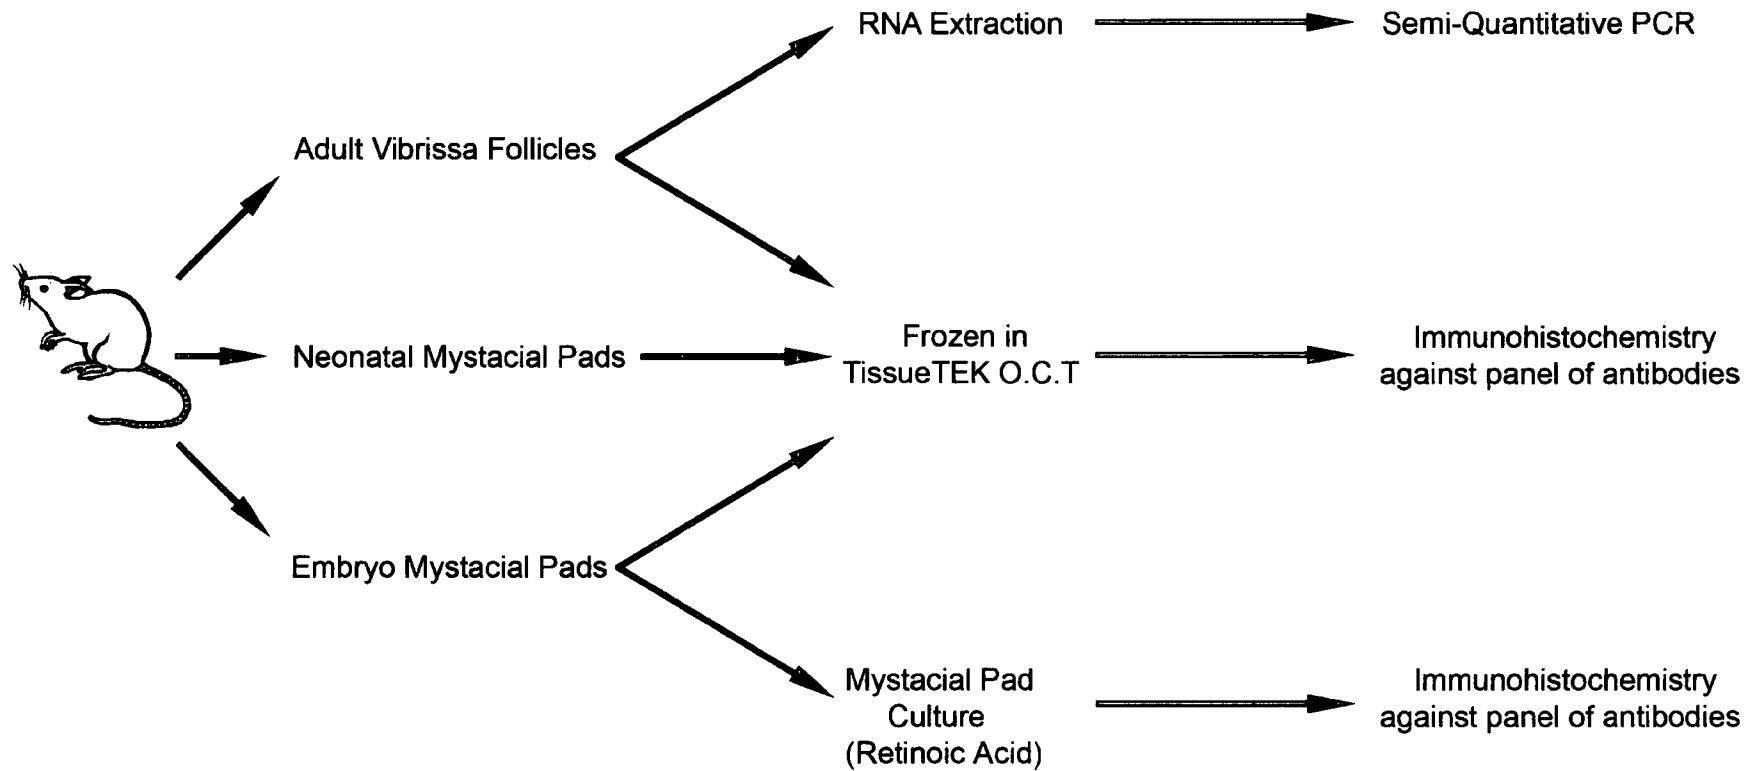 RNA Extraction
Semi-Quantitative PCR
Adult Vibrissa Follicles
Neonatal Mystacial Pads
Frozen in
TissueTEK O.C.T
Immunohistochemistry
against panel of antibodies
Embryo Mystacial Pads
Mystacial Pad
Culture
(Retinoic Acid)
Immunohistochemistry
against panel of antibodies